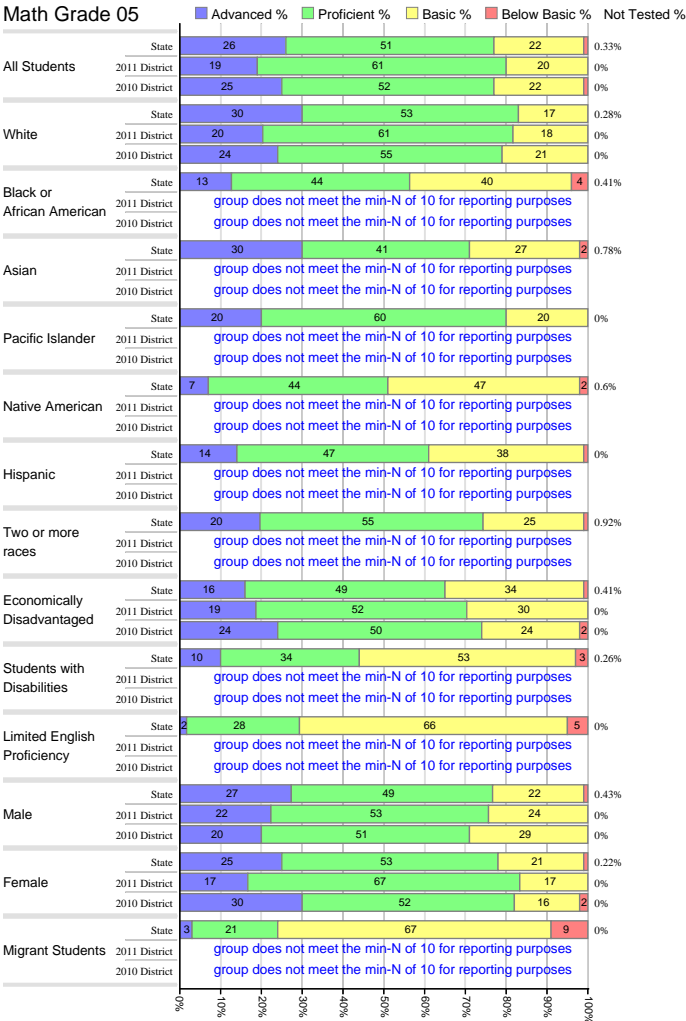 Math Grade 05
Advanced % Proficient % Basic % Below Basic % Not Tested %
All Students
State 26 51 22 0.33%
2011 District 19 61 20 0%
2010 District 25 52 22 0%
White
State 30 53 17 0.28%
2011 District 20 61 18 0%
2010 District 24 55 21 0%
Black or
African American
State 13 44 40 4 0.41%
2011 District group does not meet the min-N of 10 for reporting purposes
2010 District group does not meet the min-N of 10 for reporting purposes
Asian
State 30 41 27 2 0.78%
2011 District group does not meet the min-N of 10 for reporting purposes
2010 District group does not meet the min-N of 10 for reporting purposes
Pacific Islander
State 20 60 20 0%
2011 District group does not meet the min-N of 10 for reporting purposes
2010 District group does not meet the min-N of 10 for reporting purposes
Native American
State 7 44 47 2 0.6%
2011 District group does not meet the min-N of 10 for reporting purposes
2010 District group does not meet the min-N of 10 for reporting purposes
Hispanic
State 14 47 38 0%
2011 District group does not meet the min-N of 10 for reporting purposes
2010 District group does not meet the min-N of 10 for reporting purposes
Two or more
races
State 20 55 25 0.92%
2011 District group does not meet the min-N of 10 for reporting purposes
2010 District group does not meet the min-N of 10 for reporting purposes
Economically
Disadvantaged
State 16 49 34 0.41%
2011 District 19 52 30 0%
2010 District 24 50 24 2 0%
Students with
Disabilities
State 10 34 53 3 0.26%
2011 District group does not meet the min-N of 10 for reporting purposes
2010 District group does not meet the min-N of 10 for reporting purposes
Limited English
Proficiency
State 2 28 66 5 0%
2011 District group does not meet the min-N of 10 for reporting purposes
2010 District group does not meet the min-N of 10 for reporting purposes
Male
State 27 49 22 0.43%
2011 District 22 53 24 0%
2010 District 20 51 29 0%
Female
State 25 53 21 0.22%
2011 District 17 67 17 0%
2010 District 30 52 16 2 0%
Migrant Students
State 3 21 67 9 0%
2011 District group does not meet the min-N of 10 for reporting purposes
2010 District group does not meet the min-N of 10 for reporting purposes
0% 10% 20% 30% 40% 50% 60% 70% 80% 90% 100%